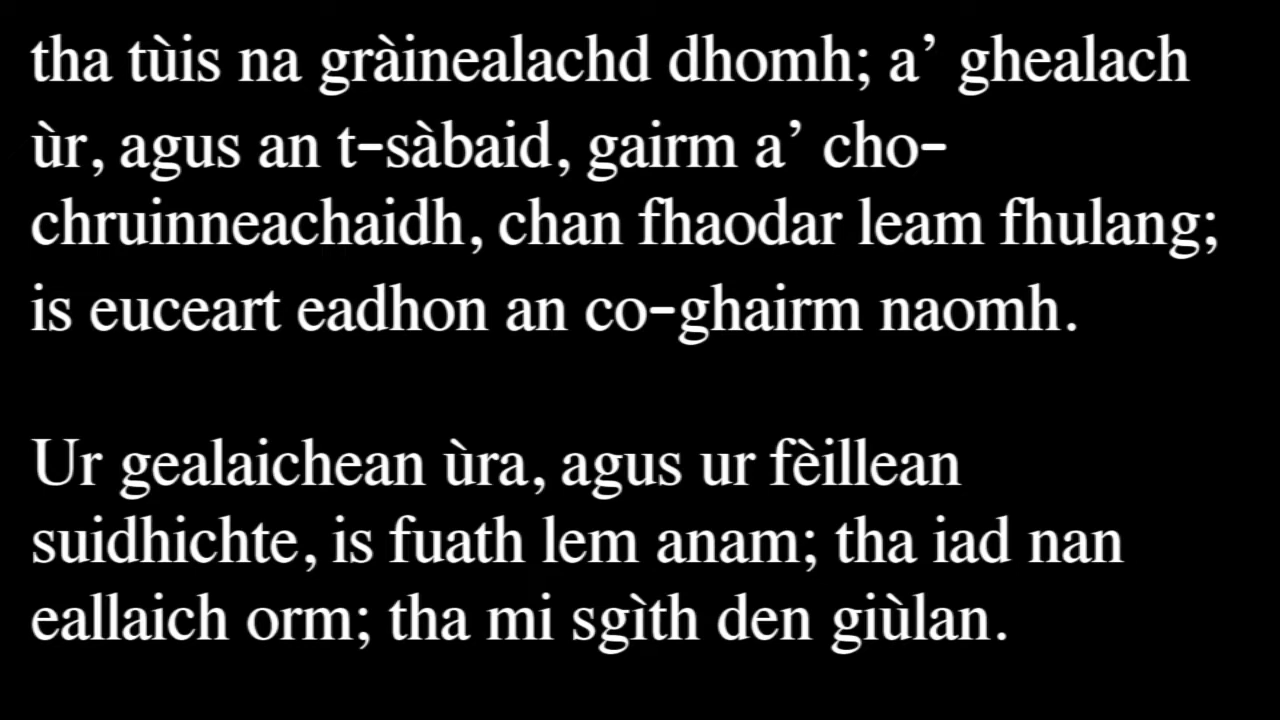 tha tùis na gràinealachd dhomh; a’ ghealach
ùr, agus an t-sàbaid, gairm a’ cho-
chruinneachaidh, chan fhaodar leam fhulang;
is euceart eadhon an co-ghairm naomh.
Ur gealaichean ùra, agus ur fèillean
suidhichte, is fuath lem anam; tha iad nan
eallaich orm; tha mi sgìth den giùlan.